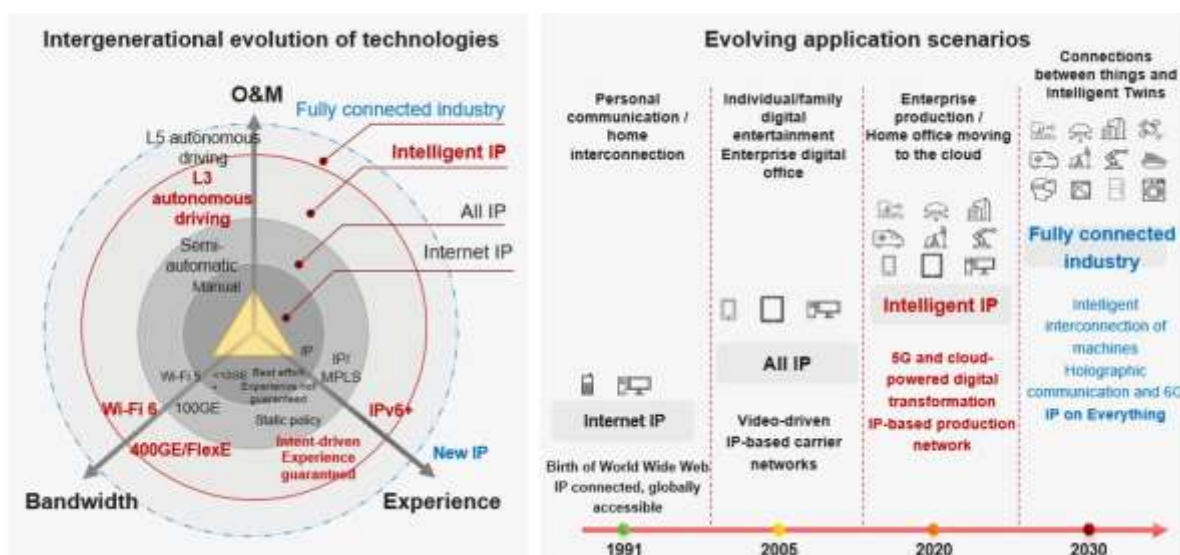 Intergenerational evolution of technologies
O&M
Fully connected industry
L5 autonomous
driving
Intelligent IP
L3
autonomous
driving
All IP
Semi-
automatic
Internet IP
Manual
IP
IP/
MPLS
Wi-Fi 5
Best effort
Experience not
guaranteed
Wi-Fi 6
100GE
Static policy
IPv6+
400GE/FlexE
Intent-driven
Experience
guaranteed
New IP
Bandwidth
Experience
Evolving application scenarios
Personal
communication /
home
interconnection
Individual/family
digital
entertainment
Enterprise digital
office
Enterprise
production /
Home office moving
to the cloud
Connections
between things and
Intelligent Twins
Fully connected
industry
Intelligent IP
All IP
Internet IP
Birth of World Wide Web
IP connected, globally
accessible
Video-driven
IP-based carrier
networks
5G and cloud-
powered digital
transformation
IP-based production
network
Intelligent
interconnection of
machines
Holographic
communication and 6G
IP on Everything
1991
2005
2020
2030